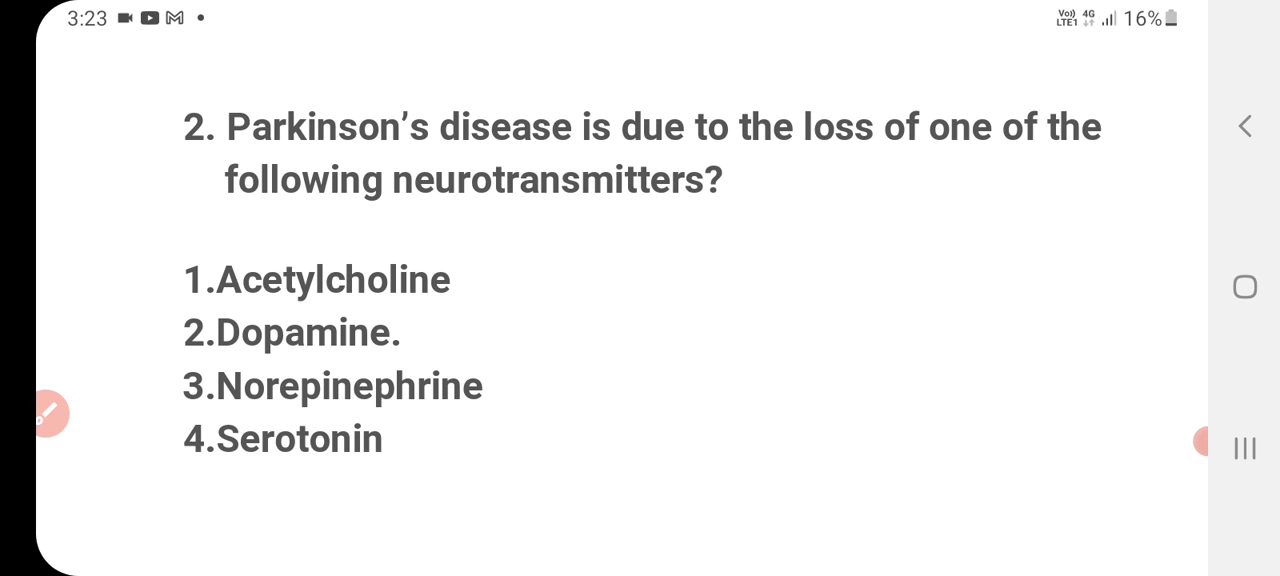 3:23
Vo)) 4G
LTE1 16%
2. Parkinson’s disease is due to the loss of one of the
following neurotransmitters?
1.Acetylcholine
2.Dopamine.
3.Norepinephrine
4.Serotonin